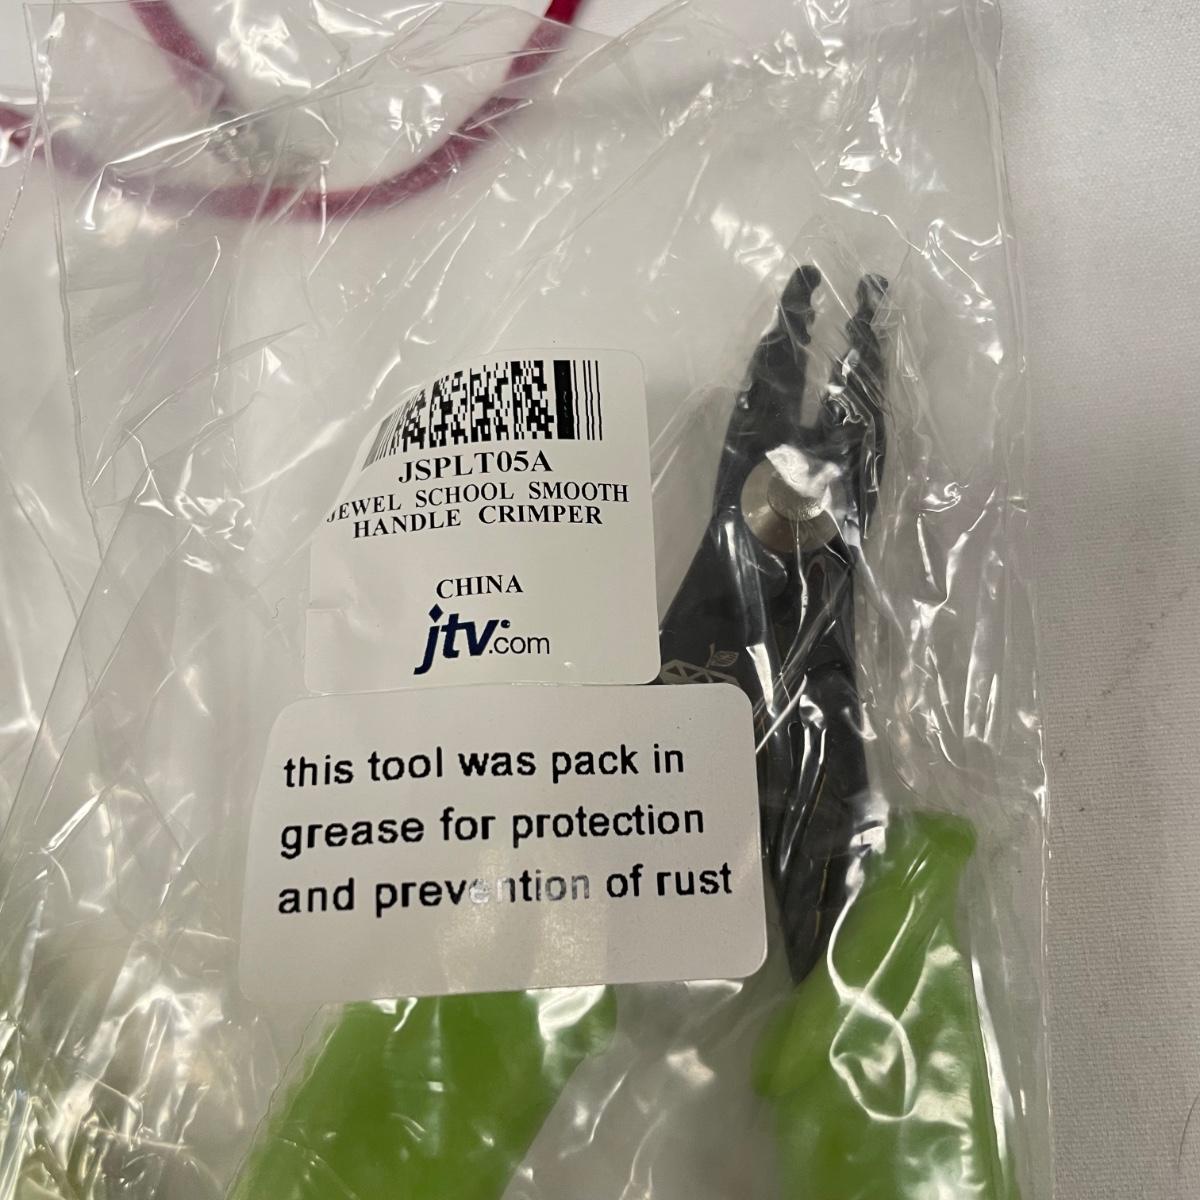 JSPLT05A
JEWEL SCHOOL SMOOTH
HANDLE CRIMPER
CHINA
jtv.com
this tool was pack in
grease for protection
and prevention of rust